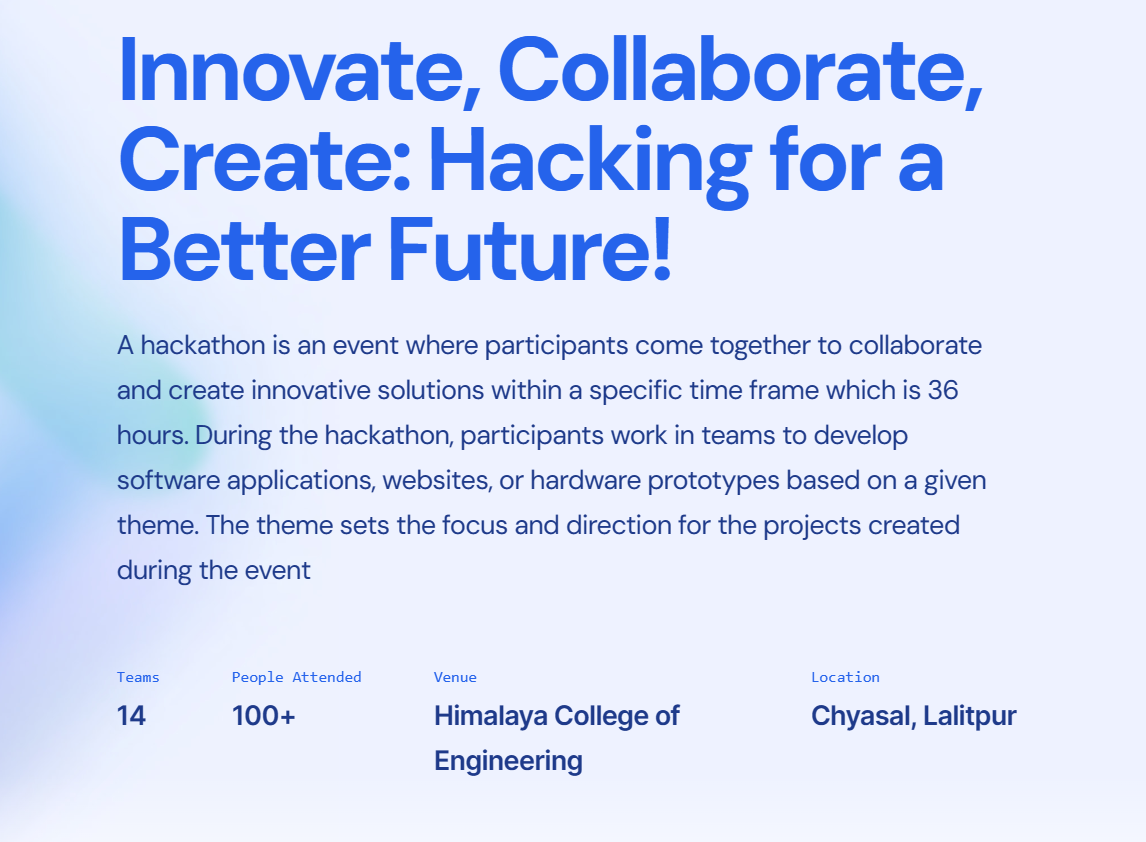 Innovate, Collaborate,
Create: Hacking for a
Better Future!
A hackathon is an event where participants come together to collaborate
and create innovative solutions within a specific time frame which is 36
hours. During the hackathon, participants work in teams to develop
software applications, websites, or hardware prototypes based on a given
theme. The theme sets the focus and direction for the projects created
during the event
Teams
14
People Attended
100+
Venue
Himalaya College of
Engineering
Location
Chyasal, Lalitpur